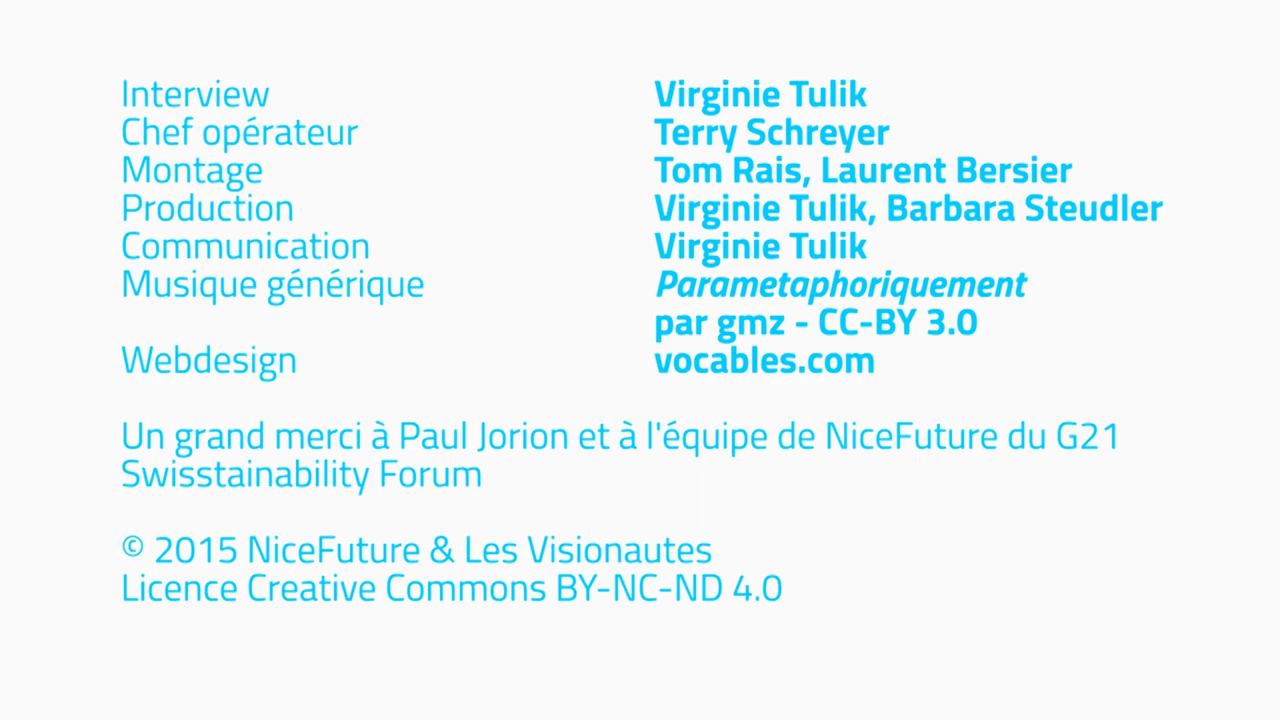 Interview Virginie Tulik
Chef opérateur Terry Schreyer
Montage Tom Rais, Laurent Bersier
Production Virginie Tulik, Barbara Steudler
Communication Virginie Tulik
Musique générique Parametaphoriquement
par gmz - CC-BY 3.0
Webdesign vocables.com
Un grand merci à Paul Jorion et à l'équipe de NiceFuture du G21
Swisstainability Forum
© 2015 NiceFuture & Les Visionautes
Licence Creative Commons BY-NC-ND 4.0